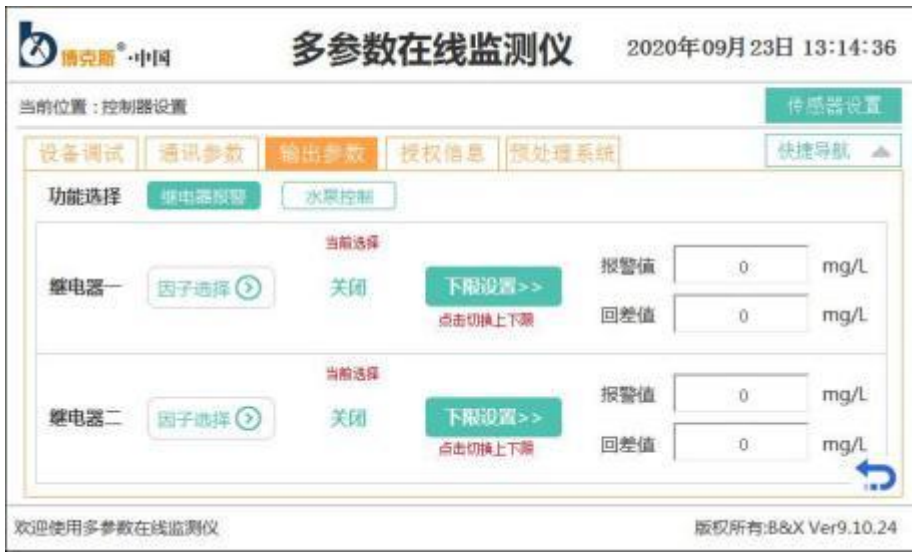 博克斯®·中国 多参数在线监测仪 2020年09月23日 13:14:36
当前位置:控制器设置 传感器设置
设备调试 通讯参数 输出参数 授权信息 预处理系统 快捷导航
功能选择 继电器报警 水泵控制
当前选择
继电器一 因子选择 关闭 下限设置>> 报警值 0 mg/L
点击切换上下限 回差值 0 mg/L
当前选择
继电器二 因子选择 关闭 下限设置>> 报警值 0 mg/L
点击切换上下限 回差值 0 mg/L
欢迎使用多参数在线监测仪 版权所有:B&X Ver9.10.24